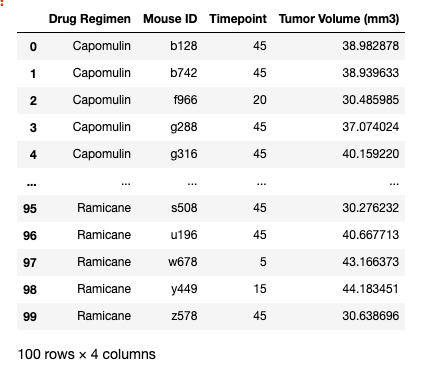 Drug Regimen Mouse ID Timepoint Tumor Volume (mm3)
0 Capomulin b128 45 38.982878
1 Capomulin b742 45 38.939633
2 Capomulin f966 20 30.485985
3 Capomulin g288 45 37.074024
4 Capomulin g316 45 40.159220
... ... ... ... ...
95 Ramicane s508 45 30.276232
96 Ramicane u196 45 40.667713
97 Ramicane w678 5 43.166373
98 Ramicane y449 15 44.183451
99 Ramicane z578 45 30.638696
100 rows × 4 columns